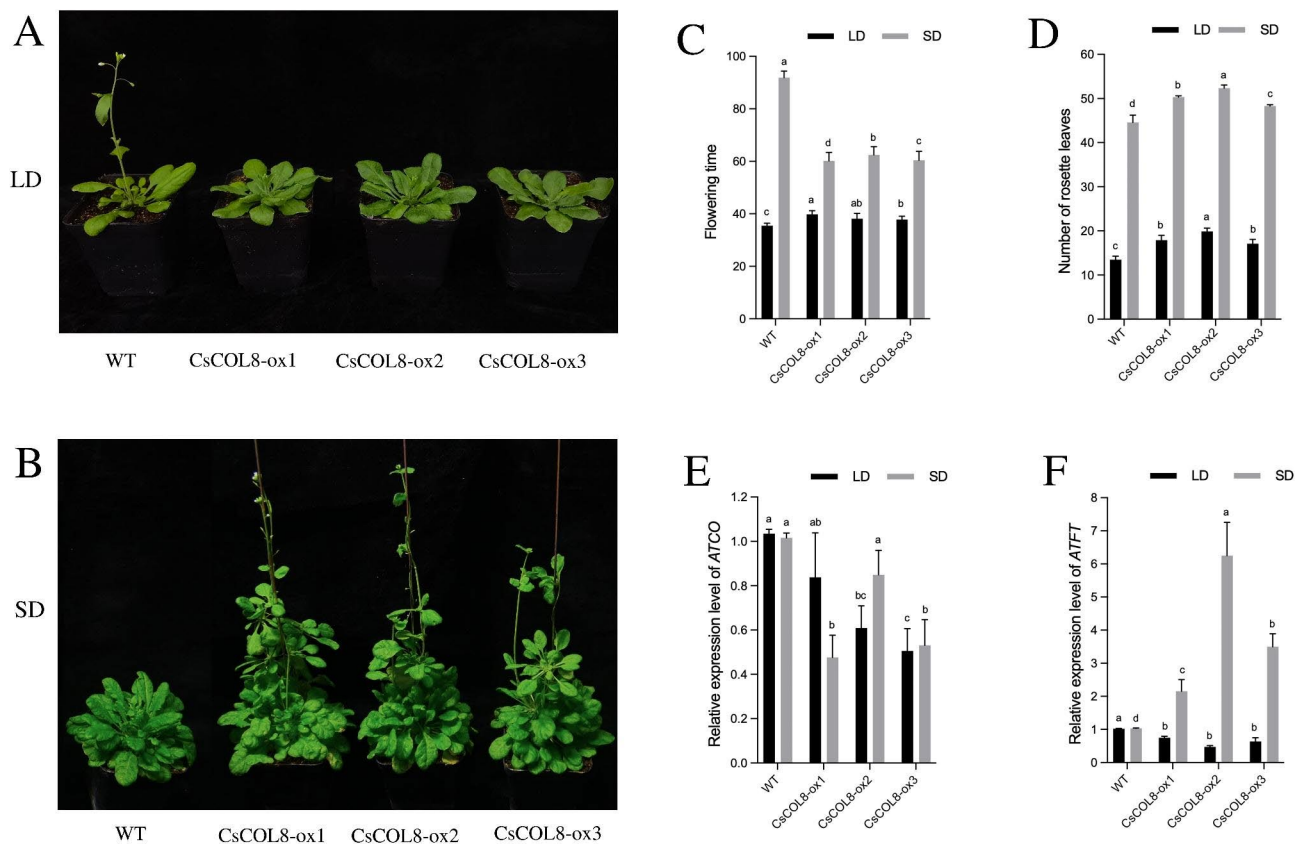 A
LD
WT CsCOL8-ox1 CsCOL8-ox2 CsCOL8-ox3
B
SD
WT CsCOL8-ox1 CsCOL8-ox2 CsCOL8-ox3
C
LD SD
Flowering time
100
80
60
40
20
0
c a a d ab b b c
WT CsCOL8-ox1 CsCOL8-ox2 CsCOL8-ox3
D
LD SD
Number of rosette leaves
60
50
40
30
20
10
0
c d b b a a b c
WT CsCOL8-ox1 CsCOL8-ox2 CsCOL8-ox3
E
LD SD
Relative expression level of ATCO
1.2
1.0
0.8
0.6
0.4
0.2
0.0
a a ab b bc a c b
WT CsCOL8-ox1 CsCOL8-ox2 CsCOL8-ox3
F
LD SD
Relative expression level of ATFT
8
7
6
5
4
3
2
1
0
a d b c b a b b
WT CsCOL8-ox1 CsCOL8-ox2 CsCOL8-ox3